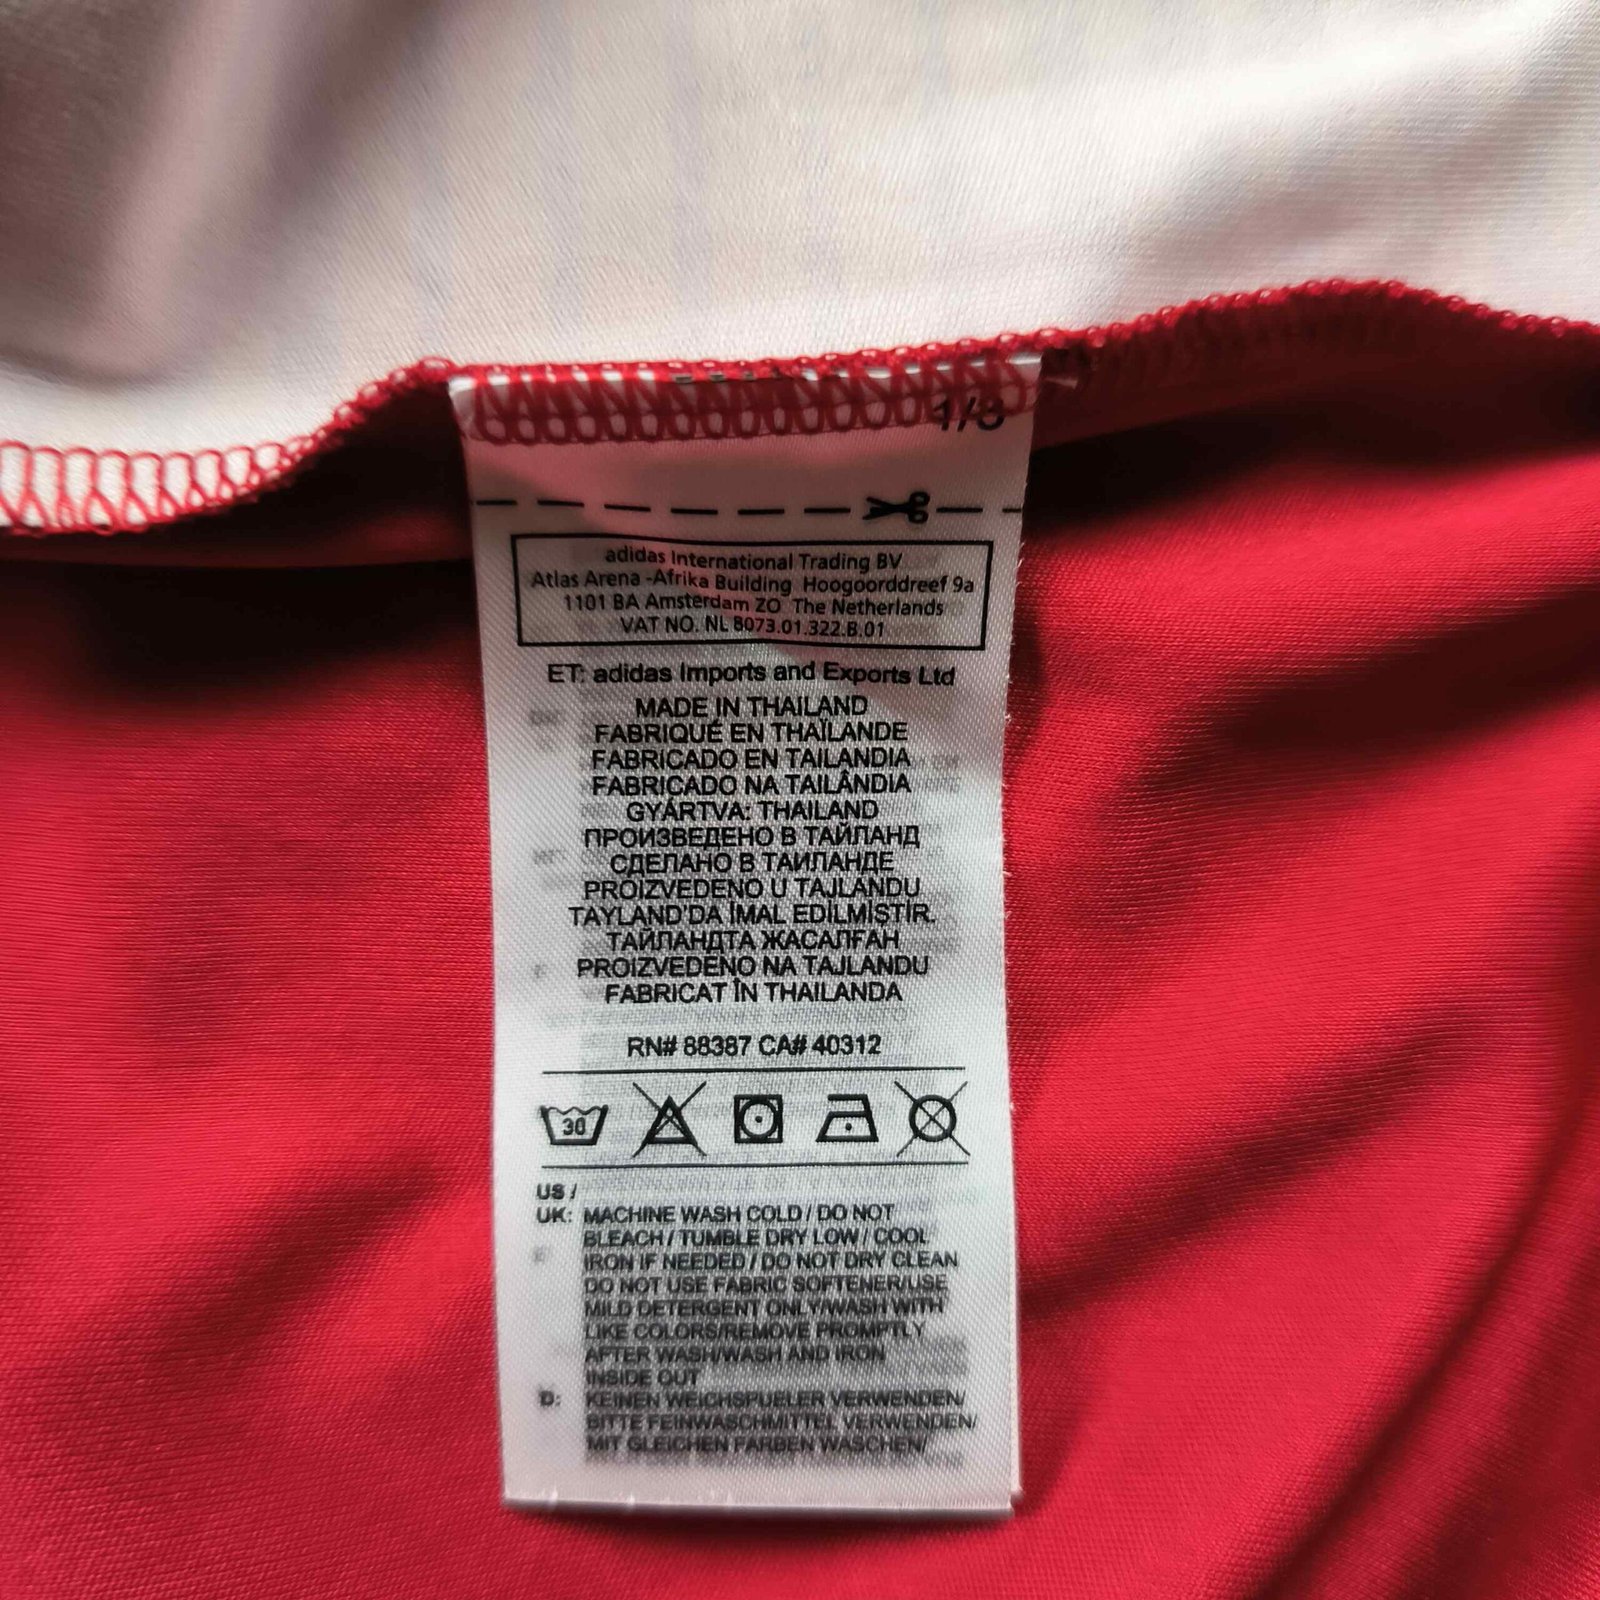 1/8
adidas International Trading BV
Atlas Arena -Afrika Building Hoogoorddreef 9a
1101 BA Amsterdam ZO The Netherlands
VAT NO. NL 8073.01.322.B.01
ET: adidas Imports and Exports Ltd
MADE IN THAILAND
FABRIQUÉ EN THAÏLANDE
FABRICADO EN TAILANDIA
FABRICADO NA TAILÂNDIA
GYÁRTVA: THAILAND
ПРОИЗВЕДЕНО В ТАЙЛАНД
СДЕЛАНО В ТАИЛАНДЕ
PROIZVEDENO U TAJLANDU
TAYLAND'DA İMAL EDİLMİSTİR.
ТАЙЛАНДТА ЖАСАЛҒАН
PROIZVEDENO NA TAJLANDU
FABRICAT ÎN THAILANDA
RN# 88387 CA# 40312
30
US /
UK: MACHINE WASH COLD / DO NOT
BLEACH / TUMBLE DRY LOW / COOL
IRON IF NEEDED / DO NOT DRY CLEAN
DO NOT USE FABRIC SOFTENER/USE
MILD DETERGENT ONLY/WASH WITH
LIKE COLORS/REMOVE PROMPTLY
AFTER WASH/WASH AND IRON
INSIDE OUT
D: KEINEN WEICHSPUELER VERWENDEN/
BITTE FEINWASCHMITTEL VERWENDEN/
MIT GLEICHEN FARBEN WASCHEN/